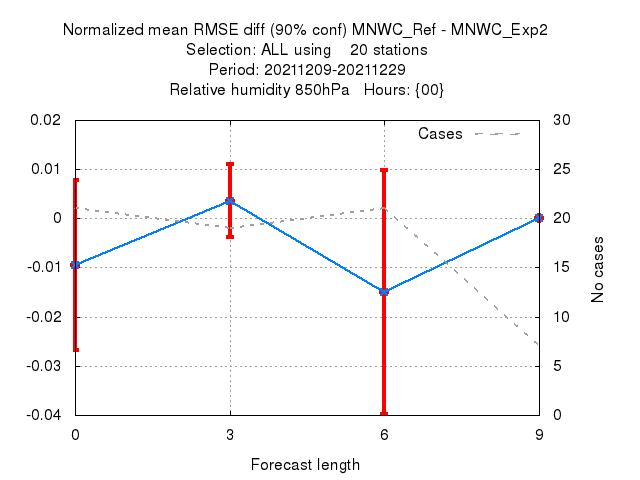 Normalized mean RMSE diff (90% conf) MNWC_Ref - MNWC_Exp2
Selection: ALL using    20 stations
Period: 20211209-20211229
Relative humidity 850hPa   Hours: {00}
0.02
0.01
0
-0.01
-0.02
-0.03
-0.04
Cases
30
25
20
15
10
5
0
No cases
0
3
6
9
Forecast length